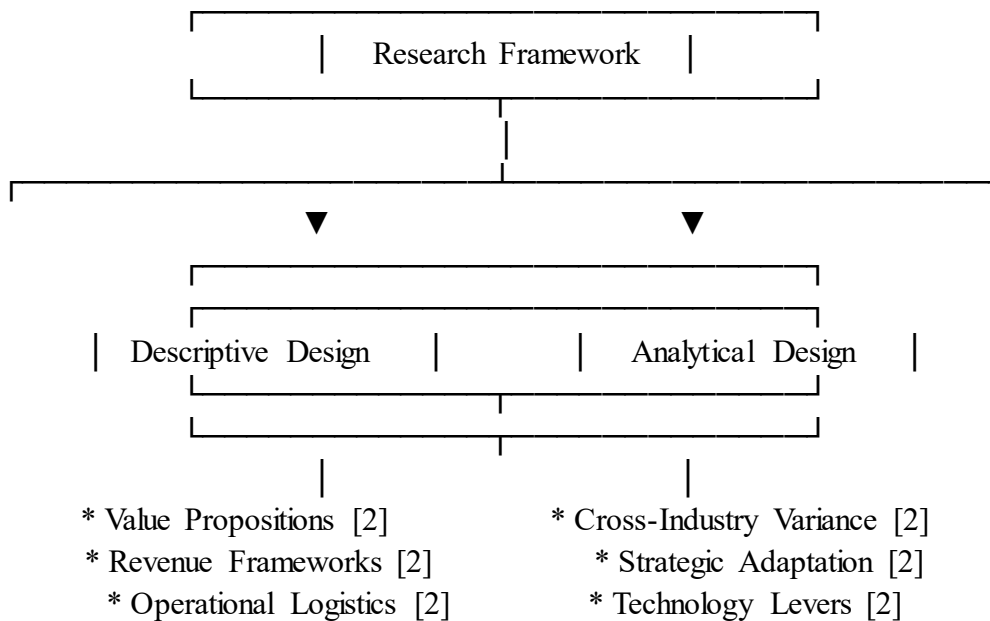 Research Framework
Descriptive Design Analytical Design
* Value Propositions [2] * Cross-Industry Variance [2]
* Revenue Frameworks [2] * Strategic Adaptation [2]
* Operational Logistics [2] * Technology Levers [2]